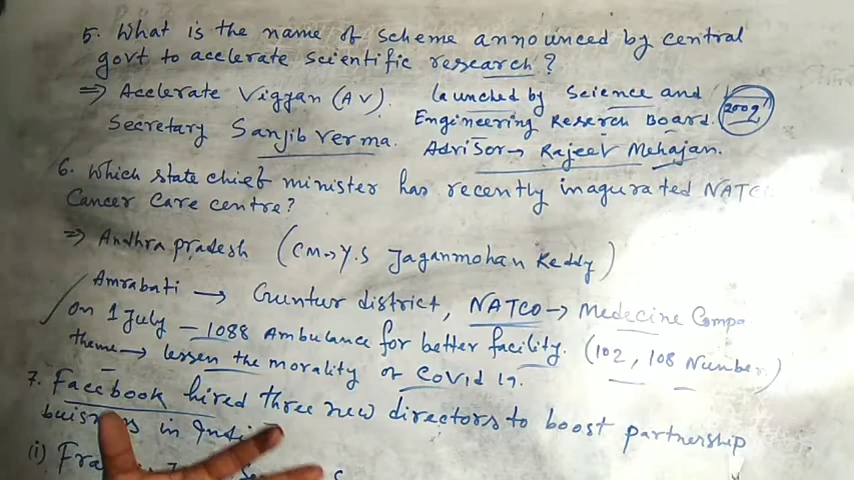 5. What is the name of scheme announced by central
govt to accelerate scientific research?
⇒ Acclerate Vigyan (AV). launched by Science and
Engineering Reserch Board. 2009
Secretary Sanjib Verma. Advisor → Rajeev Mehajan.
6. Which state chief minister has recently inagurated NATC
Cancer Care centre?
⇒ Andhra pradesh (CM → Y.S Jaganmohan Reddy)
Amrabati → Guntur district, NATCO → Medecine Compa
on 1 July - 1088 Ambulance for better facility. (102, 108 Number)
theme → lessen the morality of Covid 19.
7. Facebook hired three new directors to boost partnership
in
(i) Fra